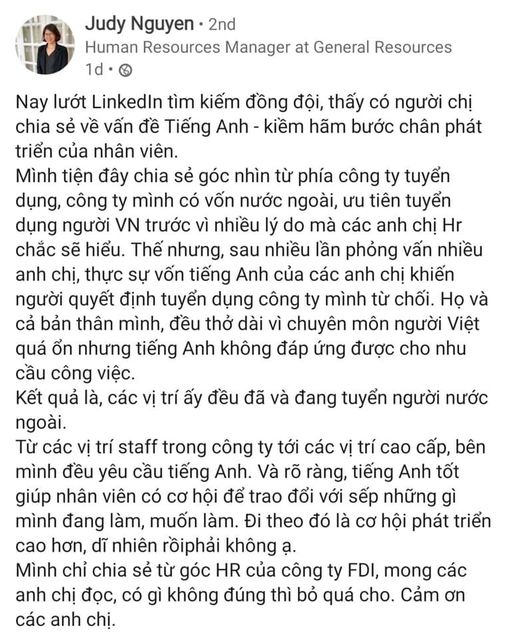 Judy Nguyen • 2nd
Human Resources Manager at General Resources
1d •
Nay lướt LinkedIn tìm kiếm đồng đội, thấy có người chị
chia sẻ về vấn đề Tiếng Anh - kiềm hãm bước chân phát
triển của nhân viên.
Mình tiện đây chia sẻ góc nhìn từ phía công ty tuyển
dụng, công ty mình có vốn nước ngoài, ưu tiên tuyển
dụng người VN trước vì nhiều lý do mà các anh chị Hr
chắc sẽ hiểu. Thế nhưng, sau nhiều lần phỏng vấn nhiều
anh chị, thực sự vốn tiếng Anh của các anh chị khiến
người quyết định tuyển dụng công ty mình từ chối. Họ và
cả bản thân mình, đều thở dài vì chuyên môn người Việt
quá ổn nhưng tiếng Anh không đáp ứng được cho nhu
cầu công việc.
Kết quả là, các vị trí ấy đều đã và đang tuyển người nước
ngoài.
Từ các vị trí staff trong công ty tới các vị trí cao cấp, bên
mình đều yêu cầu tiếng Anh. Và rõ ràng, tiếng Anh tốt
giúp nhân viên có cơ hội để trao đổi với sếp những gì
mình đang làm, muốn làm. Đi theo đó là cơ hội phát triển
cao hơn, dĩ nhiên rồiphải không ạ.
Mình chỉ chia sẻ từ góc HR của công ty FDI, mong các
anh chị đọc, có gì không đúng thì bỏ quá cho. Cảm ơn
các anh chị.